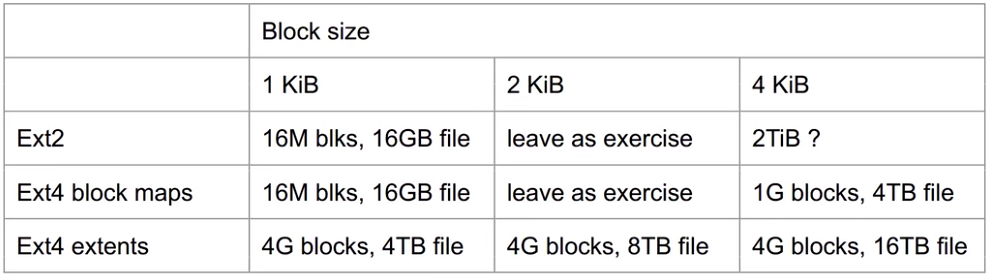 Block size
1 KiB 2 KiB 4 KiB
Ext2 16M blks, 16GB file leave as exercise 2TiB ?
Ext4 block maps 16M blks, 16GB file leave as exercise 1G blocks, 4TB file
Ext4 extents 4G blocks, 4TB file 4G blocks, 8TB file 4G blocks, 16TB file